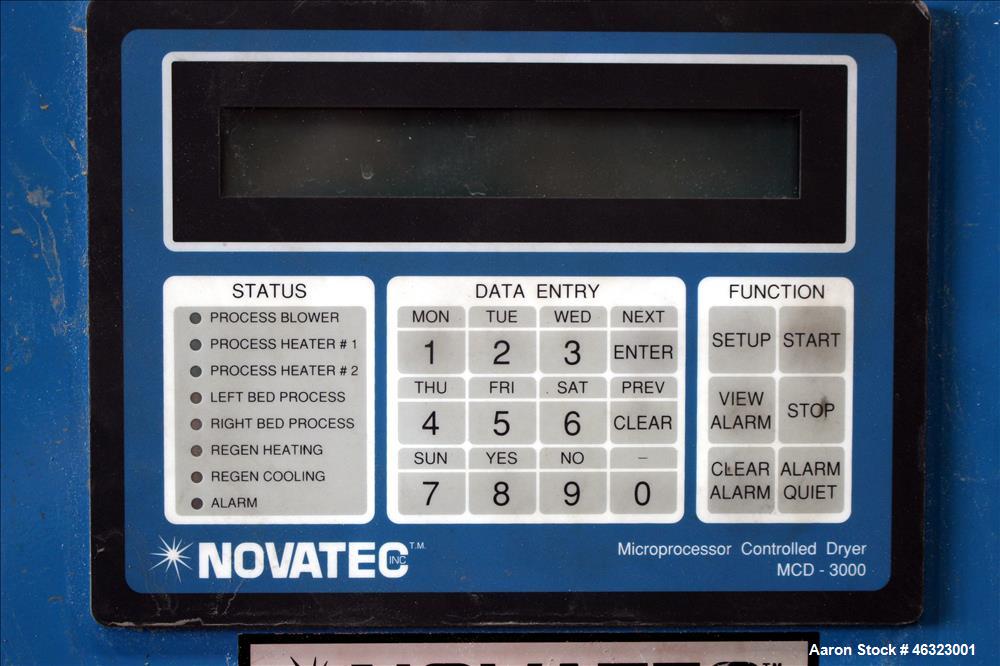 STATUS
PROCESS BLOWER
PROCESS HEATER # 1
PROCESS HEATER # 2
LEFT BED PROCESS
RIGHT BED PROCESS
REGEN HEATING
REGEN COOLING
ALARM
DATA ENTRY
MON TUE WED NEXT
1 2 3 ENTER
THU FRI SAT PREV
4 5 6 CLEAR
SUN YES NO –
7 8 9 0
FUNCTION
SETUP START
VIEW ALARM STOP
CLEAR ALARM ALARM QUIET
NOVATEC INC T.M.
Microprocessor Controlled Dryer
MCD - 3000
NOVATEC TM
Aaron Stock # 46323001